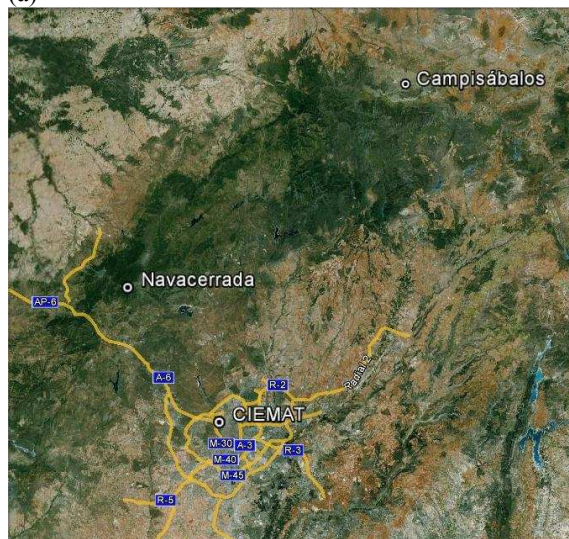 (a)
Campisábalos
Navacerrada
AP-6
A-6
R-2
Radial 2
CIEMAT
M-30
A-3
R-3
M-40
M-45
R-5